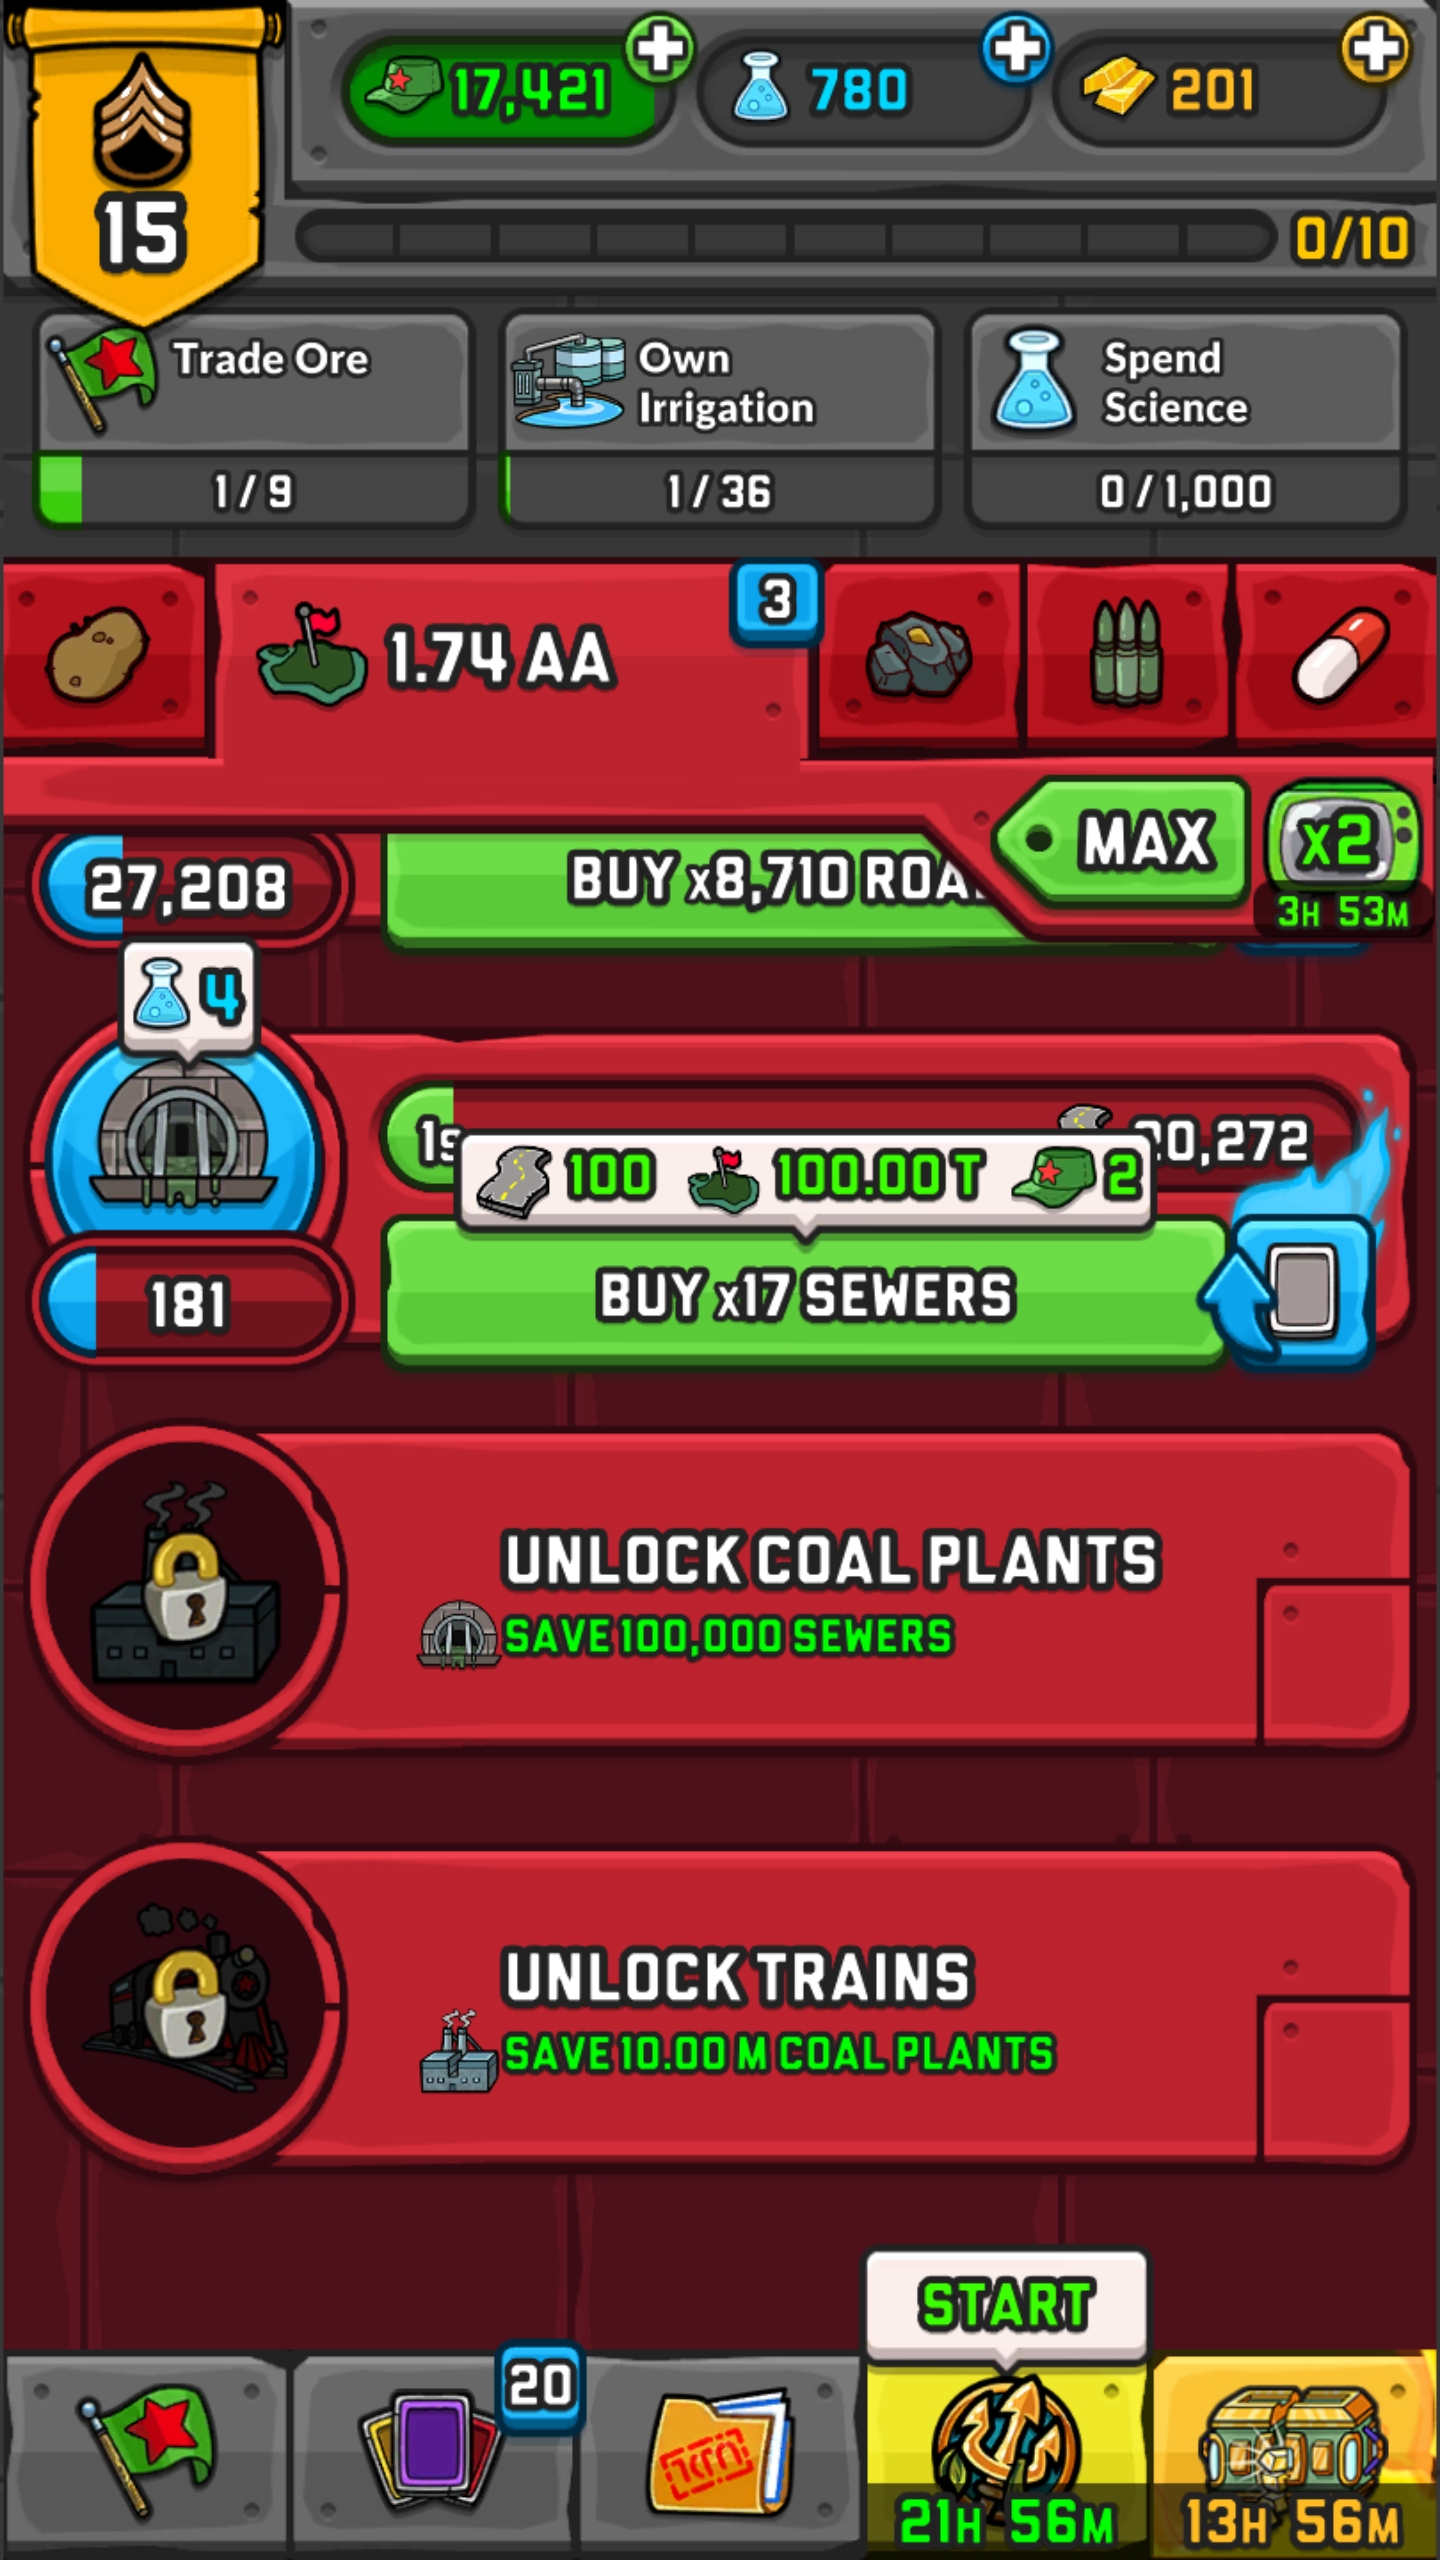 17,421
780
201
15
0/10
Trade Ore
1/9
Own
Irrigation
1/36
Spend
Science
0/1,000
1.74 AA
3
MAX
x2
3H 53M
27,208
BUY x8,710
4
100
100.00 T
2
181
BUY x17 SEWERS
UNLOCK COAL PLANTS
SAVE 100,000 SEWERS
UNLOCK TRAINS
SAVE 10.00 M COAL PLANTS
START
20
21H 56M
13H 56M